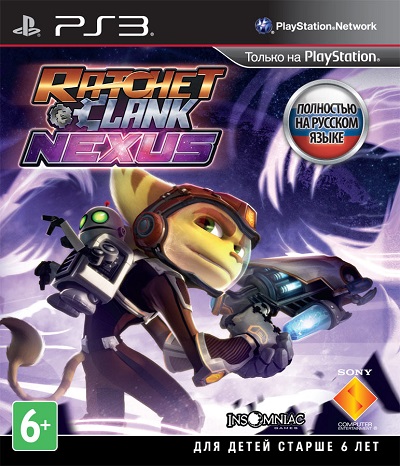 PS3
PlayStation®Network
Только на PlayStation®
RATCHET
CLANK
NEXUS
ПОЛНОСТЬЮ
НА РУССКОМ
ЯЗЫКЕ
SONY
COMPUTER
ENTERTAINMENT®
INSOMNIAC
GAMES
6+
ДЛЯ ДЕТЕЙ СТАРШЕ 6 ЛЕТ